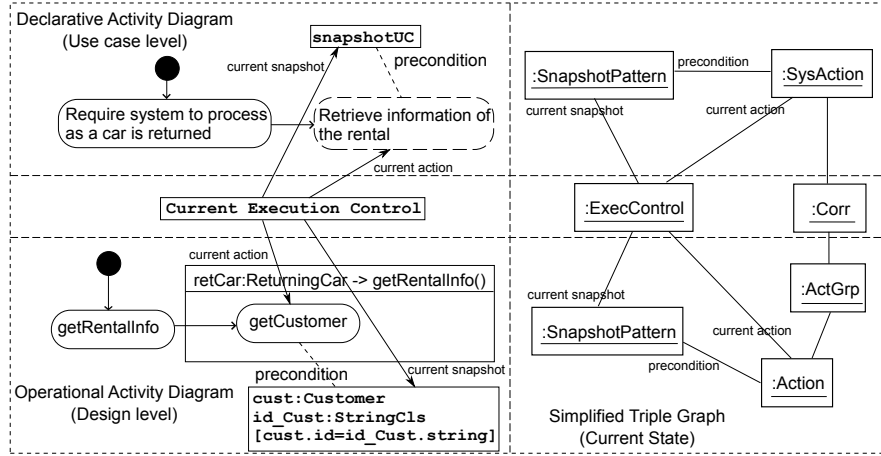 Declarative Activity Diagram
(Use case level)
snapshotUC
current snapshot
precondition
Require system to process
as a car is returned
Retrieve information of
the rental
current action
Current Execution Control
current action
retCar:ReturningCar -> getRentalInfo()
getRentalInfo
getCustomer
precondition
current snapshot
Operational Activity Diagram
(Design level)
cust:Customer
id_Cust:StringCls
[cust.id=id_Cust.string]
:SnapshotPattern
precondition
:SysAction
current snapshot
current action
:ExecControl
:Corr
current snapshot
:ActGrp
:SnapshotPattern
current action
precondition
:Action
Simplified Triple Graph
(Current State)